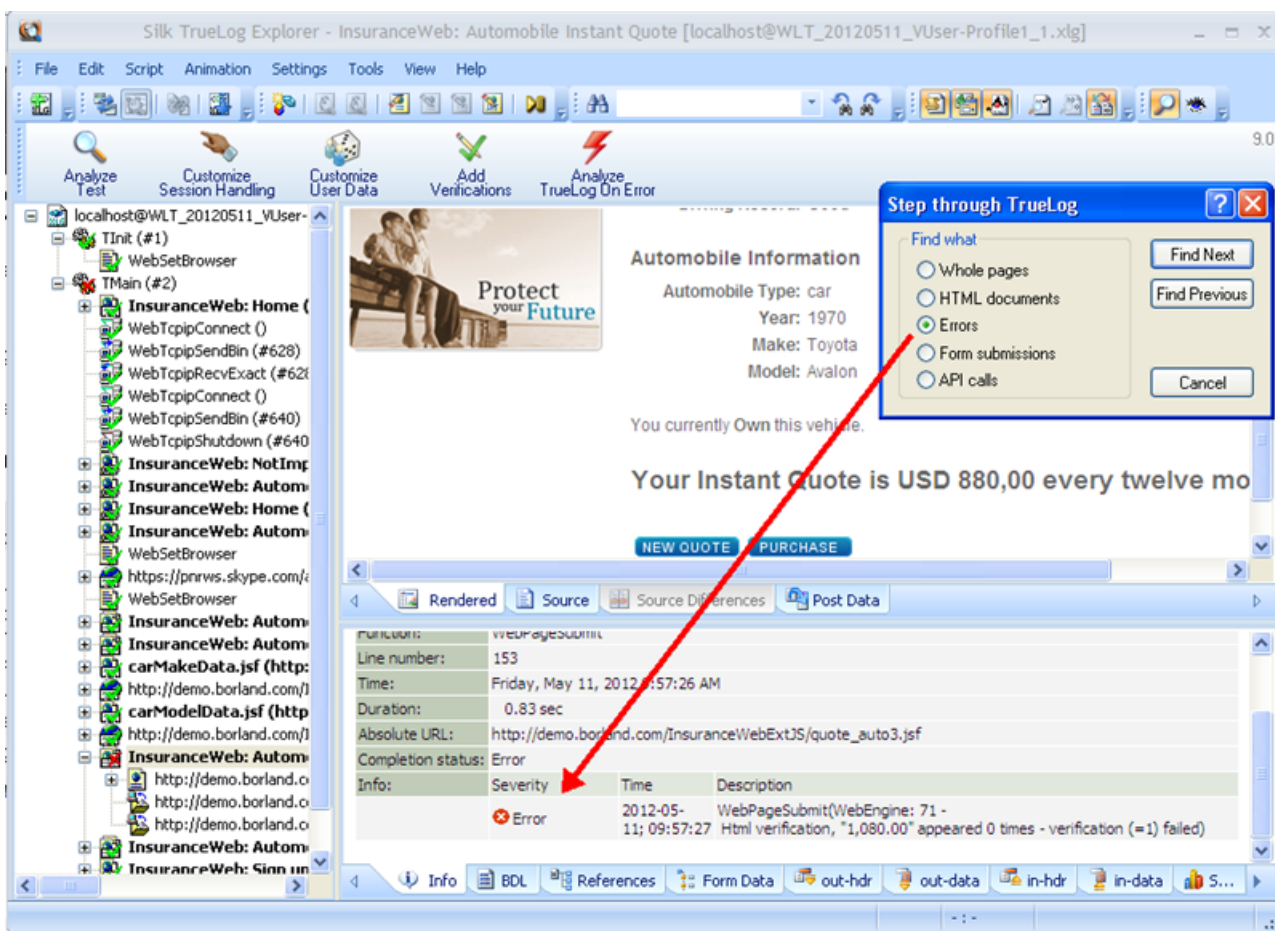 Silk TrueLog Explorer - InsuranceWeb: Automobile Instant Quote [localhost@WLT_20120511_VUser-Profile1_1.xlg]
File Edit Script Animation Settings Tools View Help
9.0
Analyze Test
Customize Session Handling
Customize User Data
Add Verifications
Analyze TrueLog On Error
localhost@WLT_20120511_VUser-
TInit (#1)
WebSetBrowser
TMain (#2)
InsuranceWeb: Home (
WebTcpipConnect ()
WebTcpipSendBin (#628)
WebTcpipRecvExact (#628
WebTcpipConnect ()
WebTcpipSendBin (#640)
WebTcpipShutdown (#640
InsuranceWeb: NotImp
InsuranceWeb: Autom
InsuranceWeb: Home (
InsuranceWeb: Autom
WebSetBrowser
https://pnrws.skype.com/
WebSetBrowser
InsuranceWeb: Autom
InsuranceWeb: Autom
carMakeData.jsf (http:
http://demo.borland.com/I
carModelData.jsf (http
http://demo.borland.com/I
InsuranceWeb: Autom
http://demo.borland.co
http://demo.borland.co
http://demo.borland.co
InsuranceWeb: Autom
InsuranceWeb: Sign up
Protect
your Future
Automobile Information
Automobile Type: car
Year: 1970
Make: Toyota
Model: Avalon
You currently Own this vehicle.
Your Instant Quote is USD 880,00 every twelve mo
NEW QUOTE PURCHASE
Rendered Source Source Differences Post Data
Function: WebPageSubmit
Line number: 153
Time: Friday, May 11, 2012 9:57:26 AM
Duration: 0.83 sec
Absolute URL: http://demo.borland.com/InsuranceWebExtJS/quote_auto3.jsf
Completion status: Error
Info: Severity Time Description
Error 2012-05-11; 09:57:27 WebPageSubmit(WebEngine: 71 -
Html verification, "1,080.00" appeared 0 times - verification (=1) failed)
Info BDL References Form Data out-hdr out-data in-hdr in-data S...
- : -
Step through TrueLog
Find what
Whole pages
HTML documents
Errors
Form submissions
API calls
Find Next
Find Previous
Cancel